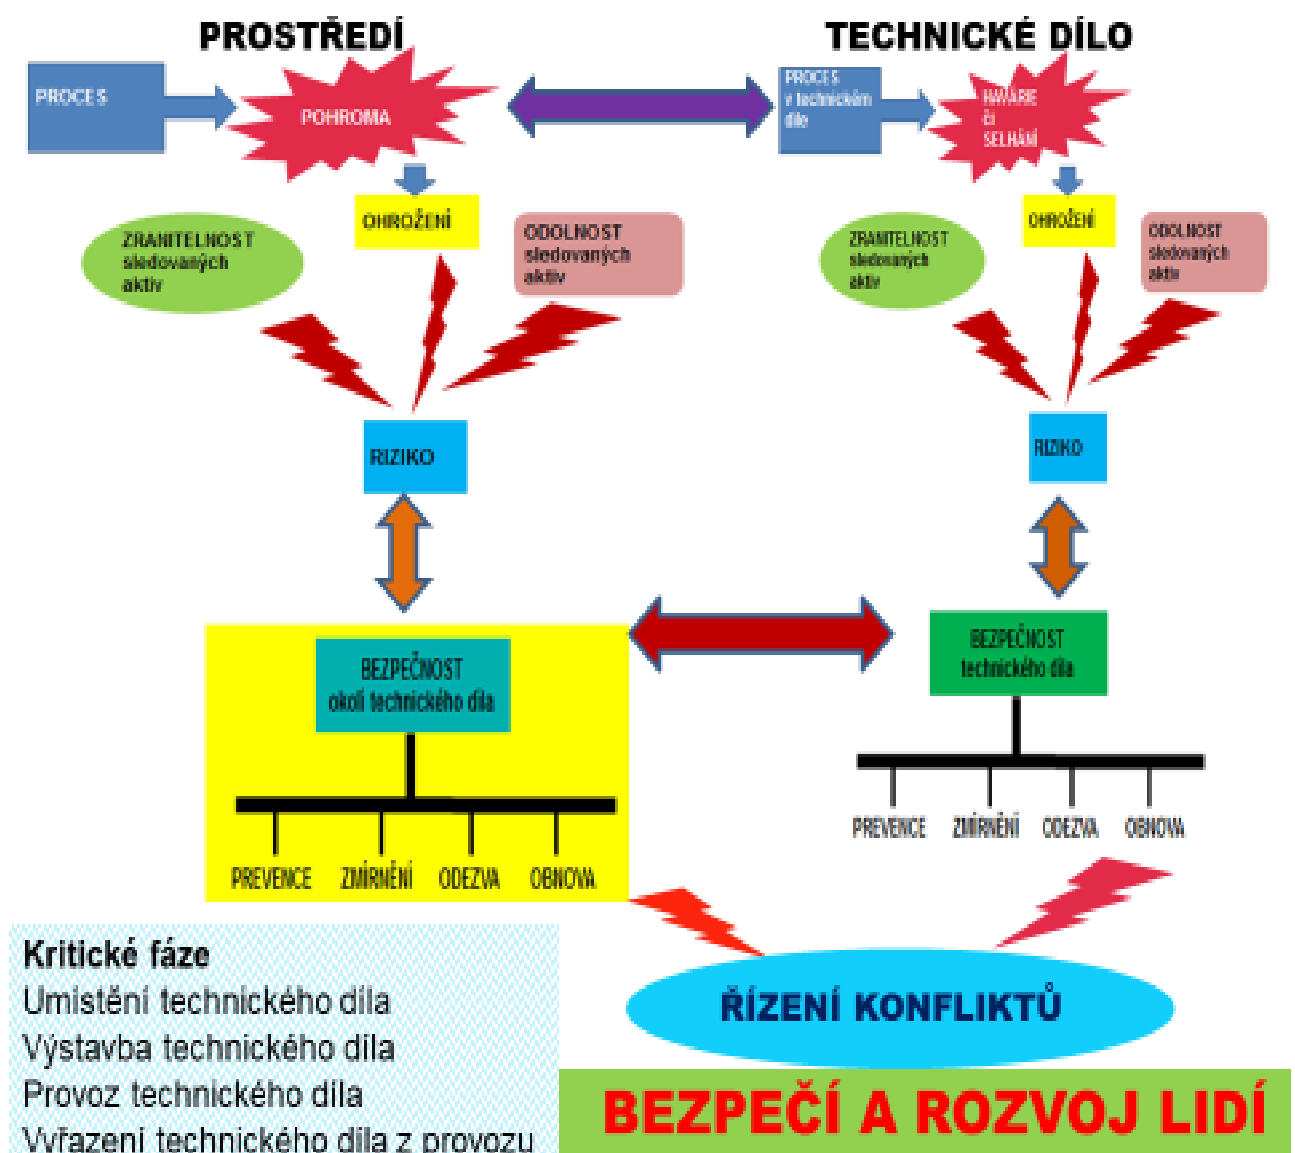 PROSTŘEDÍ
TECHNICKÉ DÍLO
PROCES
POHROMA
PROCES
v technickém
díle
HAVÁRIE
ČI
SELHÁNÍ
OHROŽENÍ
ZRANITELNOST
sledovaných
aktiv
ODOLNOST
sledovaných
aktiv
OHROŽENÍ
ZRANITELNOST
sledovaných
aktiv
ODOLNOST
sledovaných
aktiv
RIZIKO
RIZIKO
BEZPEČNOST
okolí technického díla
PREVENCE ZMÍRNĚNÍ ODEZVA OBNOVA
BEZPEČNOST
technického díla
PREVENCE ZMÍRNĚNÍ ODEZVA OBNOVA
Kritické fáze
Umístění technického díla
Výstavba technického díla
Provoz technického díla
Vyřazení technického díla z provozu
ŘÍZENÍ KONFLIKTŮ
BEZPEČÍ A ROZVOJ LIDÍ